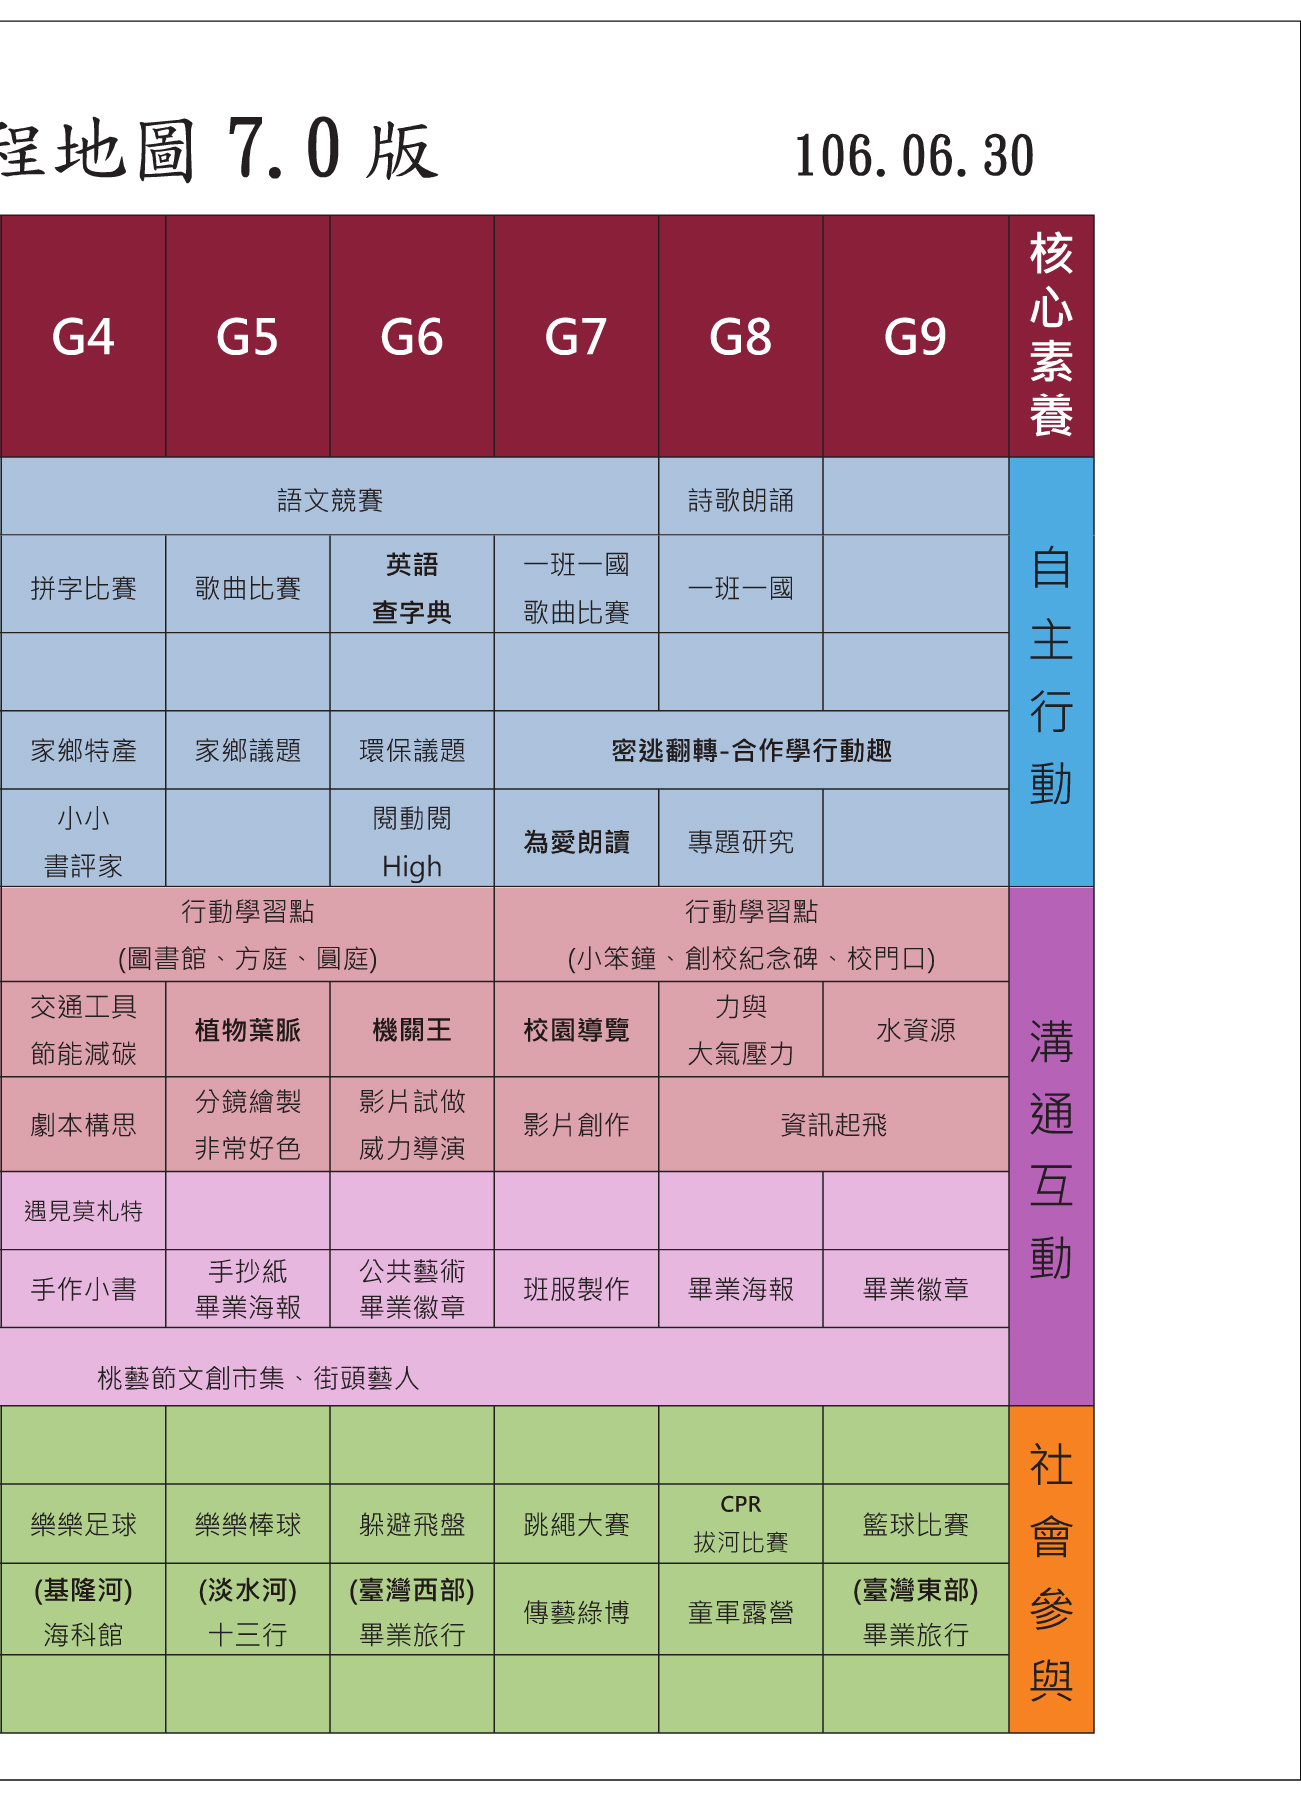 程地圖 7.0 版 106.06.30
G4 G5 G6 G7 G8 G9 核心素養
語文競賽 詩歌朗誦
拼字比賽 歌曲比賽 英語 查字典 一班一國 歌曲比賽 一班一國
自主行動
家鄉特產 家鄉議題 環保議題 密逃翻轉-合作學行動趣
小小 書評家 閱動閱 High 為愛朗讀 專題研究
行動學習點 行動學習點
(圖書館、方庭、圓庭) (小笨鐘、創校紀念碑、校門口)
交通工具 節能減碳 植物葉脈 機關王 校園導覽 力與 大氣壓力 水資源
溝通互動
劇本構思 分鏡繪製 非常好色 影片試做 威力導演 影片創作 資訊起飛
遇見莫札特
手作小書 手抄紙 畢業海報 公共藝術 畢業徽章 班服製作 畢業海報 畢業徽章
桃藝節文創市集、街頭藝人
樂樂足球 樂樂棒球 躲避飛盤 跳繩大賽 CPR 拔河比賽 籃球比賽
社會參與
(基隆河) 海科館 (淡水河) 十三行 (臺灣西部) 畢業旅行 傳藝綠博 童軍露營 (臺灣東部) 畢業旅行